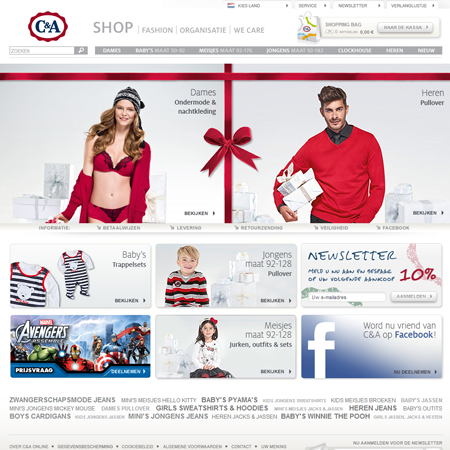 C&A
SHOP | FASHION | ORGANISATIE | WE CARE
KIES LAND
SERVICE
NEWSLETTER
VERLANGLIJSTJE
SHOPPING BAG
0,00 €
NAAR DE KASSA
ZOEKER
DAMES
BABY'S MAAT 50-92
MEISJES MAAT 92-176
JONGENS MAAT 92-182
CLOCKHOUSE
HEREN
NIEUW
Dames
Ondermode &
nachtkleding
BEKIJKEN
Heren
Pullover
BEKIJKEN
INFORMATIE:
BETAALWIJZEN
LEVERING
RETOURZENDING
VEILIGHEID
FACEBOOK
Baby's
Trappelsets
BEKIJKEN
Jongens
maat 92-128
Pullover
BEKIJKEN
NEWSLETTER
MELD U NU AAN EN BESPAAR
OP UW VOLGENDE AANKOOP
10%
Uw e-mailadres
AANMELDEN
MARVEL
AVENGERS
ASSEMBLE
PRIJSVRAAG
DEELNEMEN
Meisjes
maat 92-128
Jurken, outfits & sets
BEKIJKEN
f
Word nu vriend van
C&A op Facebook!
NU DEELNEMEN
ZWANGERSCHAPSMODE JEANS MINI'S MEISJES HELLO KITTY BABY'S PYJAMA'S KIDS JONGENS SWEATSHIRTS KIDS MEISJES BROEKEN BABY'S JASSEN
MINI'S JONGENS MICKEY MOUSE DAMES PULLOVER GIRLS SWEATSHIRTS & HOODIES MINI'S MEISJES JACKS & JASSEN HEREN JEANS BABY'S OUTFITS
BOYS CARDIGANS KIDS JONGENS JASSEN MINI'S JONGENS JEANS HEREN JACKS & JASSEN BABY'S WINNIE THE POOH KIDS MEISJES JACKS & JASSEN
OVER C&A ONLINE
GEGEVENSBESCHERMING
COOKIEBELEID
ALGEMENE VOORWAARDEN
CONTACT
UW MENING
NU AANMELDEN VOOR DE NEWSLETTER